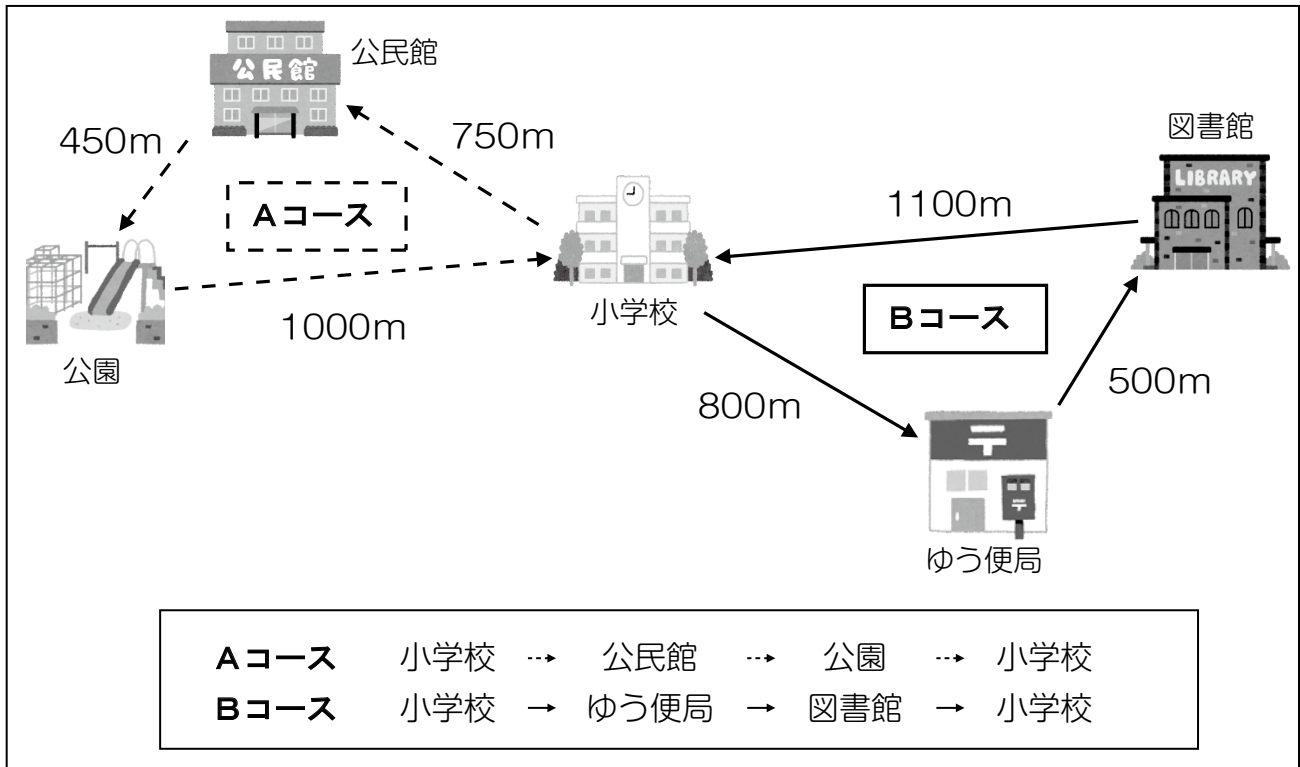 公民館
公民館
450m
750m
Aコース
図書館
LIBRARY
1100m
小学校
Bコース
1000m
公園
800m
500m
〒
〒
ゆう便局
Aコース 小学校 ⇢ 公民館 ⇢ 公園 ⇢ 小学校
Bコース 小学校 → ゆう便局 → 図書館 → 小学校